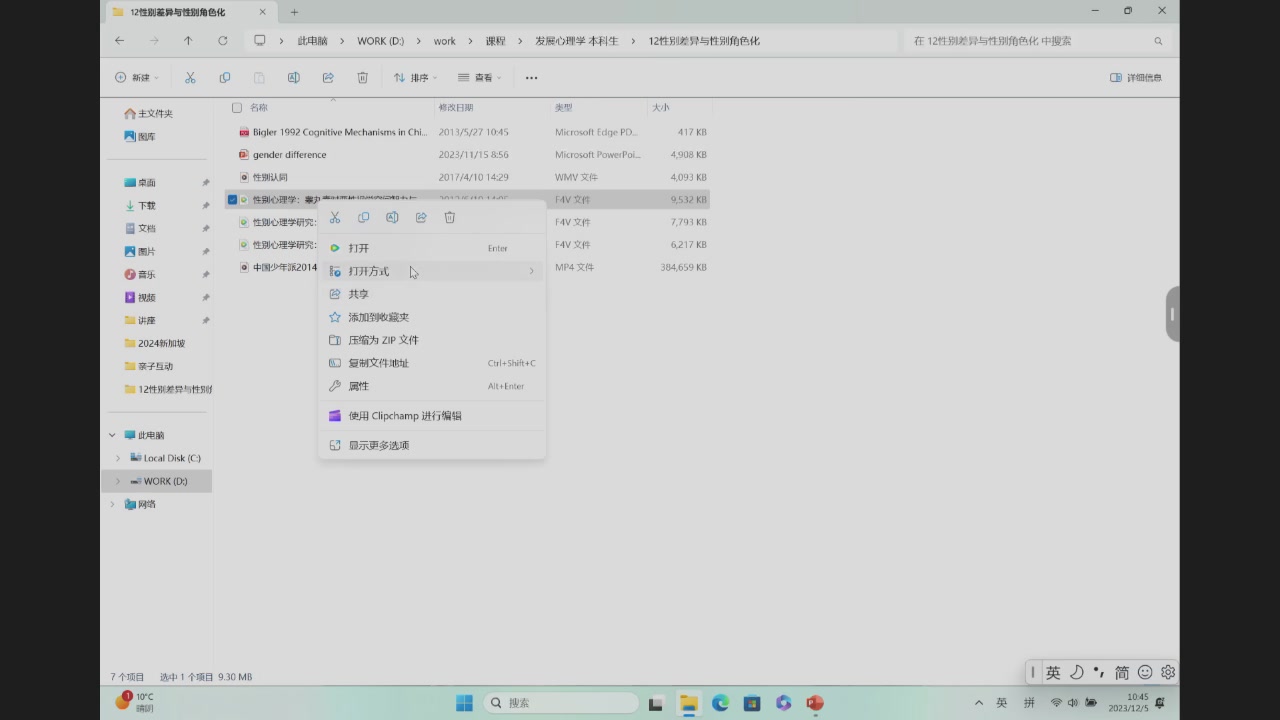 12性别差异与性别角色化
此电脑 > WORK (D:) > work > 课程 > 发展心理学 本科生 > 12性别差异与性别角色化
在 12性别差异与性别角色化 中搜索
新建
排序
查看
详细信息
主文件夹
图库
桌面
下载
文档
图片
音乐
视频
讲座
2024新加坡
亲子互动
12性别差异与性别
此电脑
Local Disk (C:)
WORK (D:)
网络
名称 修改日期 类型 大小
Bigler 1992 Cognitive Mechanisms in Chi... 2013/5/27 10:45 Microsoft Edge PD... 417 KB
gender difference 2023/11/15 8:56 Microsoft PowerPoi... 4,908 KB
性别认同 2017/4/10 14:29 WMV 文件 4,093 KB
性别心理学： F4V 文件 9,532 KB
性别心理学研究： F4V 文件 7,793 KB
性别心理学研究： F4V 文件 6,217 KB
中国少年派2014 MP4 文件 384,659 KB
打开 Enter
打开方式
共享
添加到收藏夹
压缩为 ZIP 文件
复制文件地址 Ctrl+Shift+C
属性 Alt+Enter
使用 Clipchamp 进行编辑
显示更多选项
7 个项目 选中 1 个项目 9.30 MB
英 简
1 10°C
晴朗
搜索
英 拼
10:45
2023/12/5